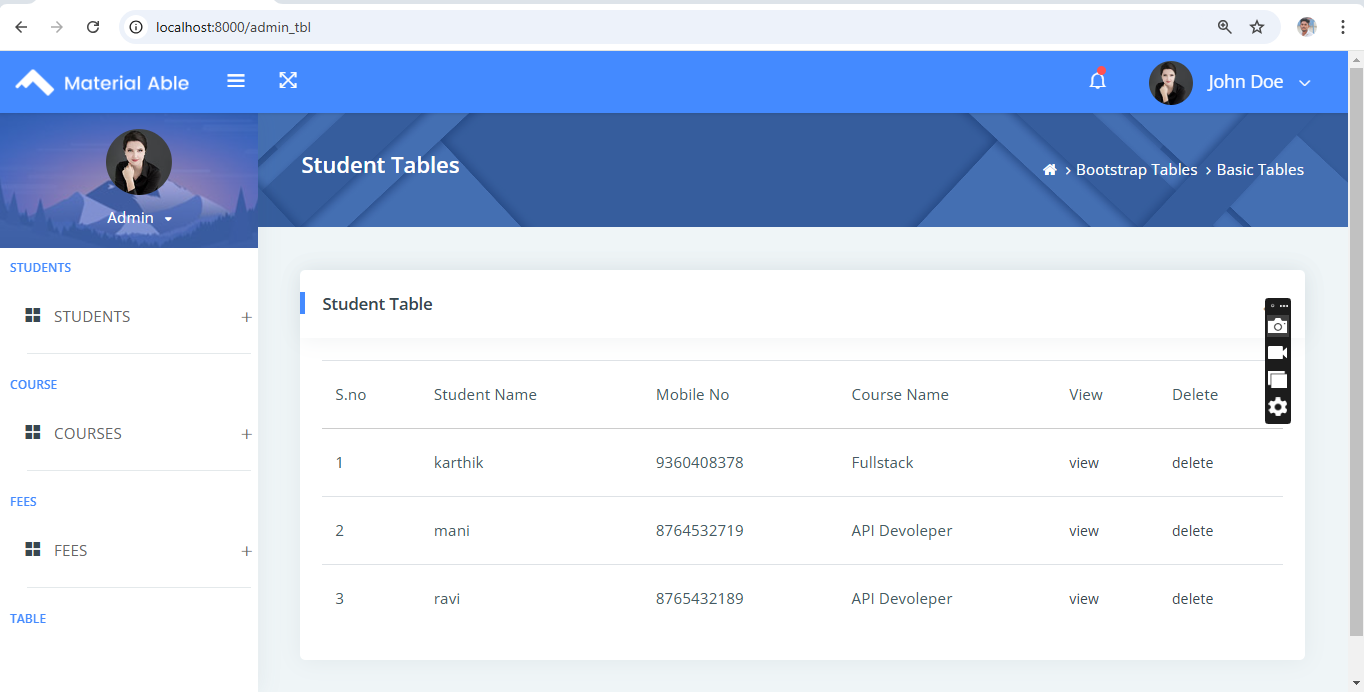 localhost:8000/admin_tbl
Material Able
John Doe
Admin
Student Tables
Bootstrap Tables › Basic Tables
STUDENTS
STUDENTS +
COURSE
COURSES +
FEES
FEES +
TABLE
Student Table
S.no Student Name Mobile No Course Name View Delete
1 karthik 9360408378 Fullstack view delete
2 mani 8764532719 API Devoleper view delete
3 ravi 8765432189 API Devoleper view delete